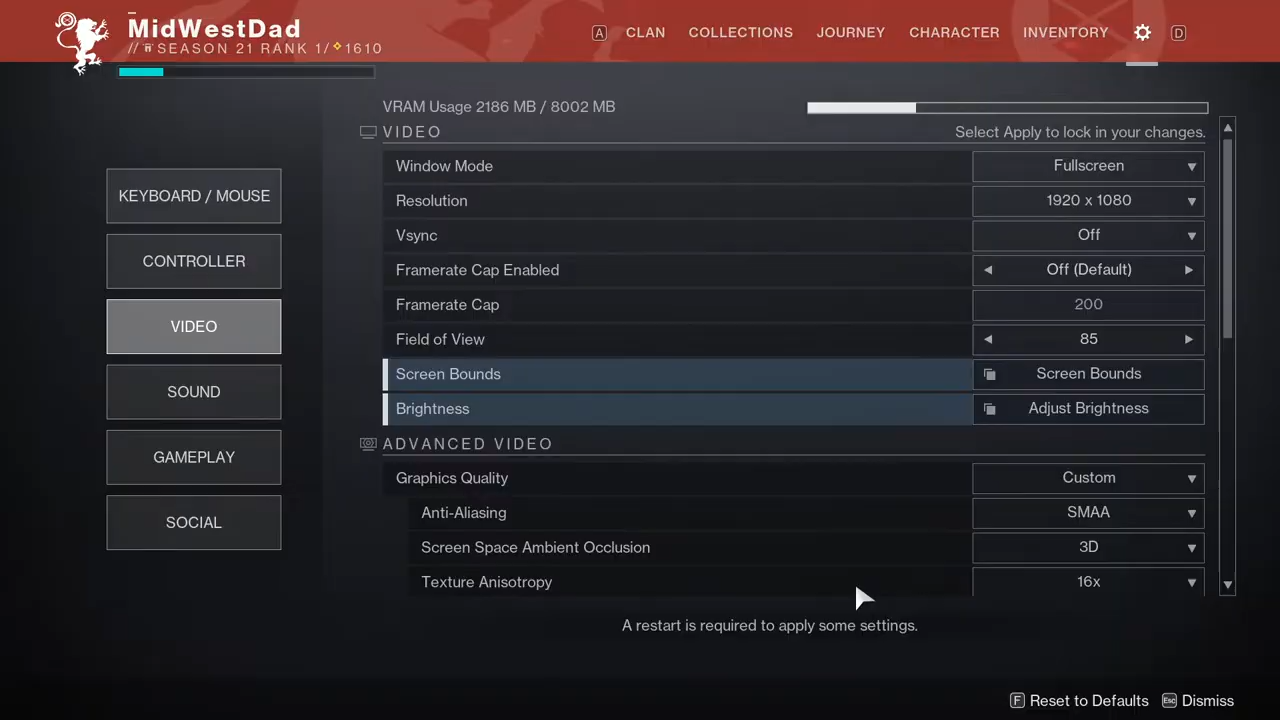 MidWestDad
// SEASON 21 RANK 1/ 1610
A CLAN COLLECTIONS JOURNEY CHARACTER INVENTORY D
VRAM Usage 2186 MB / 8002 MB
VIDEO Select Apply to lock in your changes.
Window Mode Fullscreen
Resolution 1920 x 1080
Vsync Off
Framerate Cap Enabled Off (Default)
Framerate Cap 200
Field of View 85
Screen Bounds Screen Bounds
Brightness Adjust Brightness
ADVANCED VIDEO
Graphics Quality Custom
Anti-Aliasing SMAA
Screen Space Ambient Occlusion 3D
Texture Anisotropy 16x
A restart is required to apply some settings.
KEYBOARD / MOUSE
CONTROLLER
VIDEO
SOUND
GAMEPLAY
SOCIAL
F Reset to Defaults Esc Dismiss